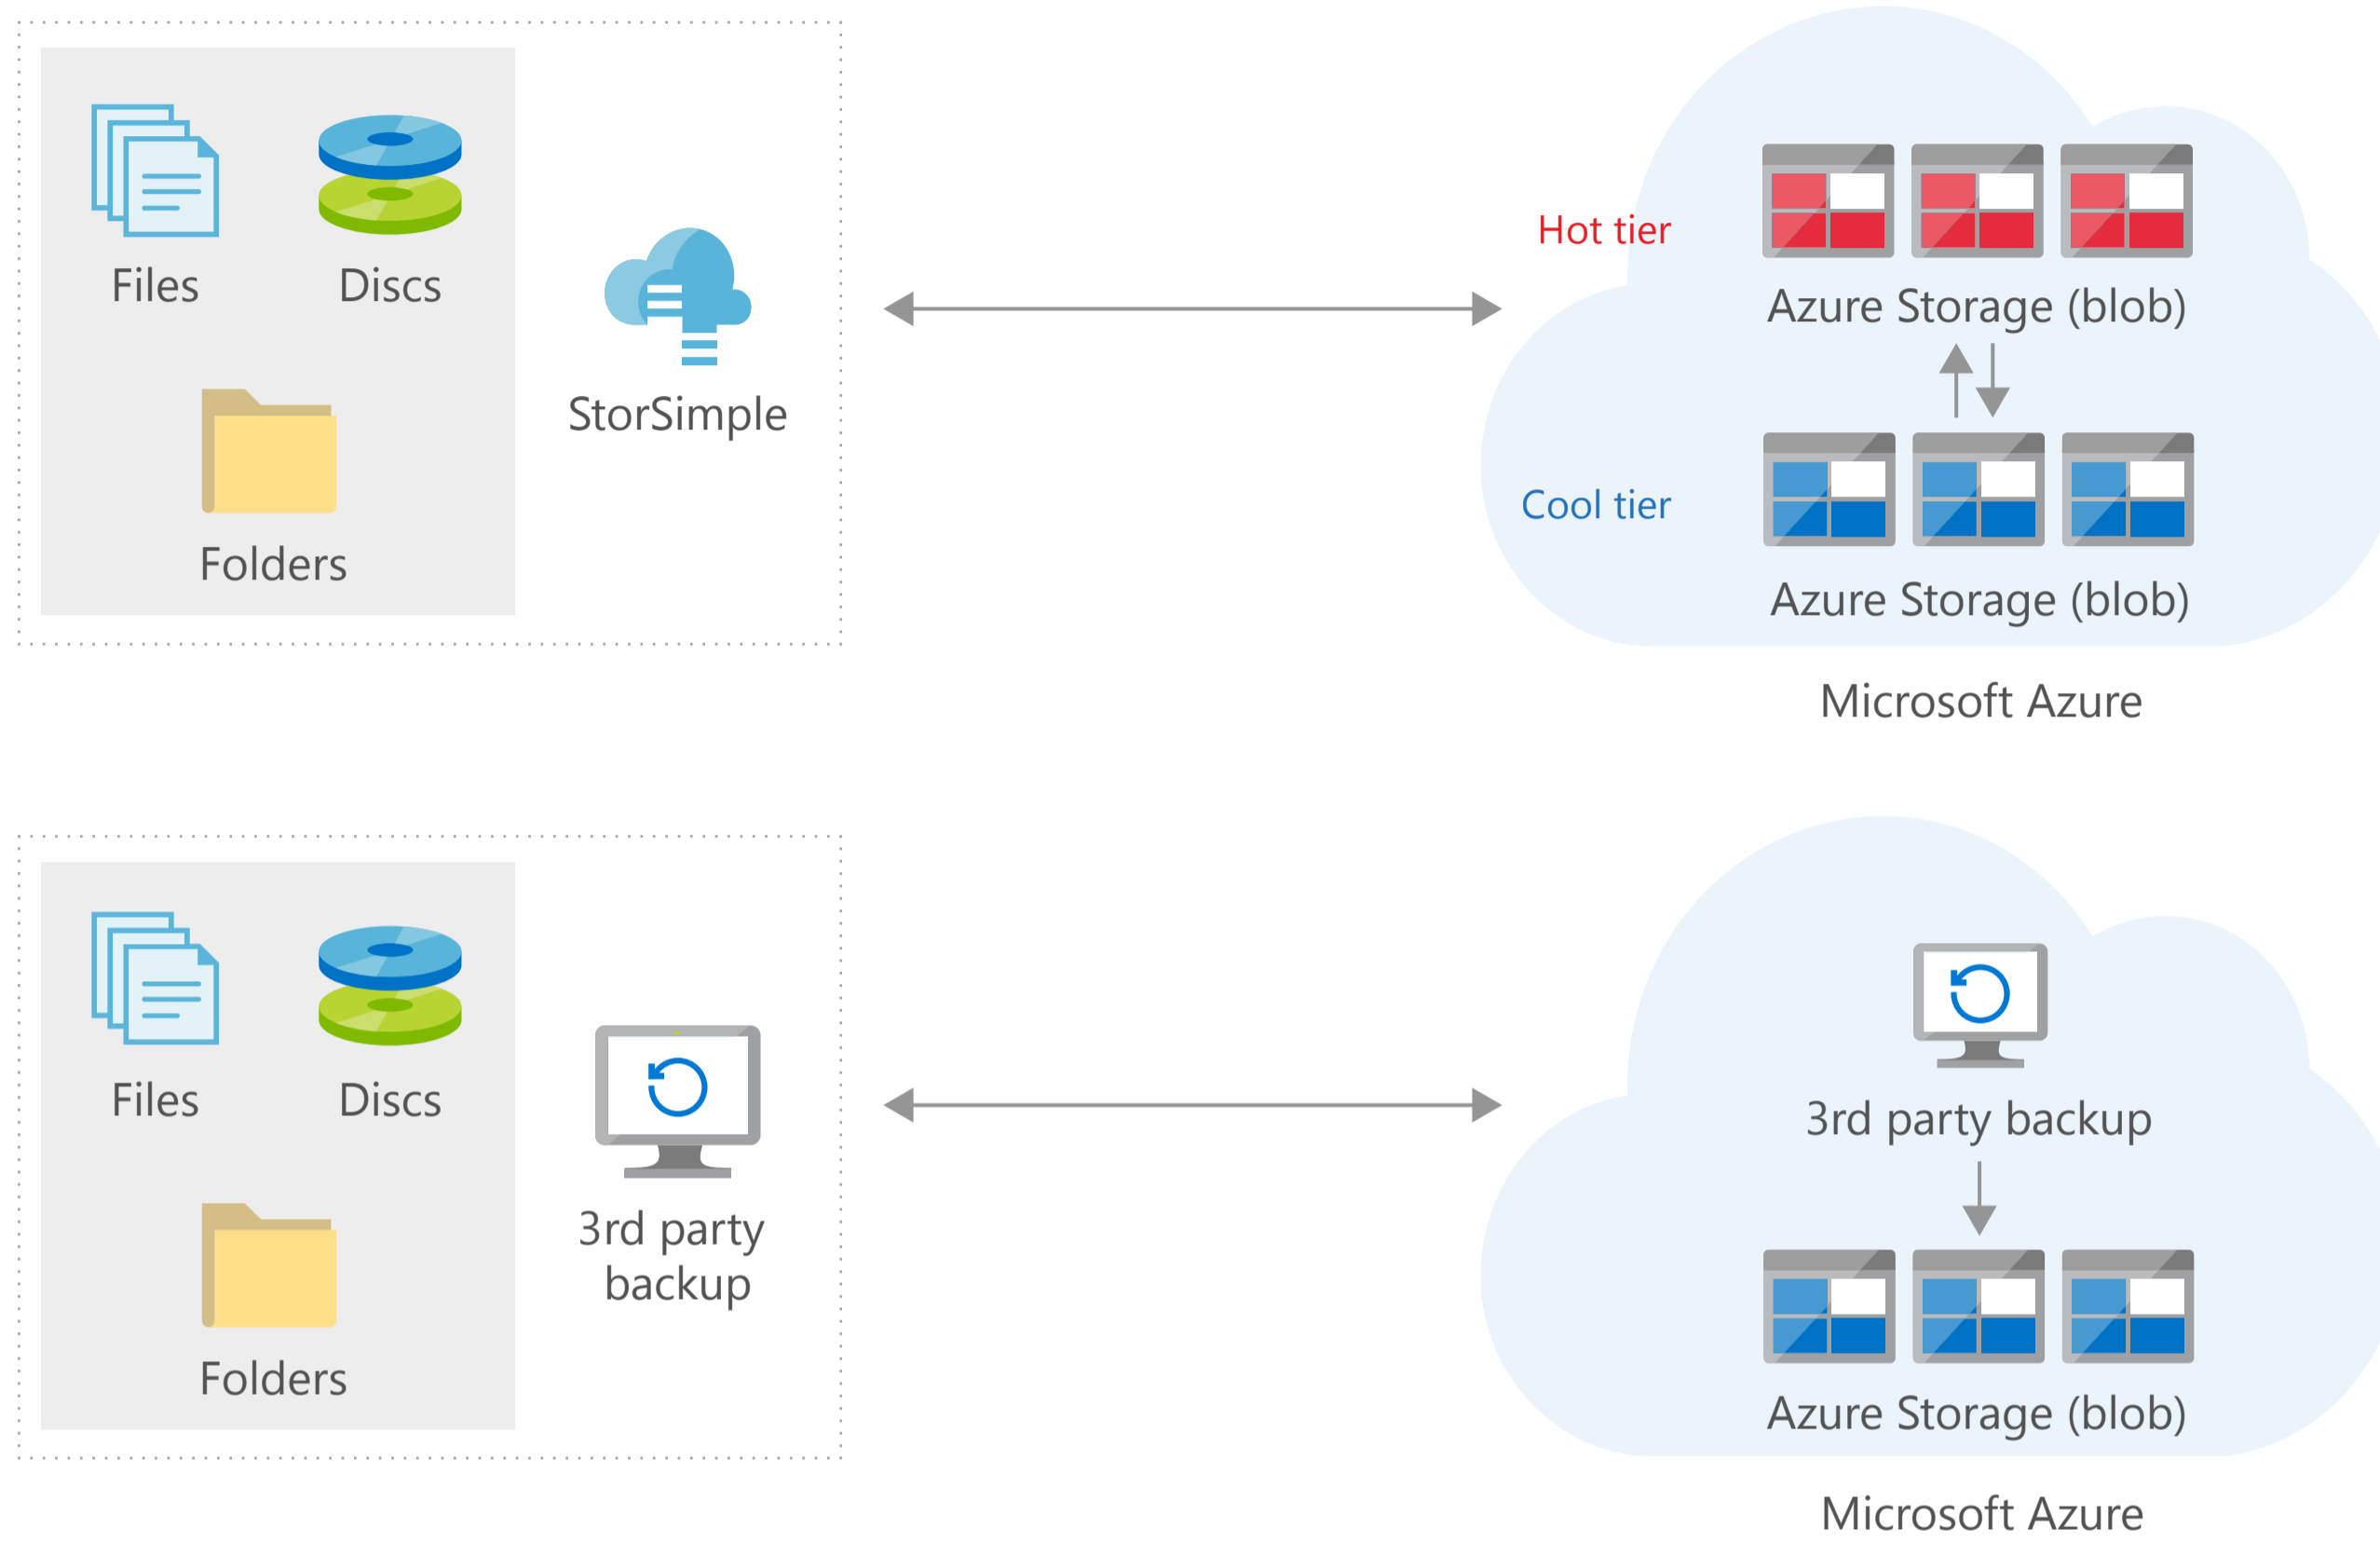 Files
Discs
StorSimple
Folders
Hot tier
Azure Storage (blob)
Cool tier
Azure Storage (blob)
Microsoft Azure
Files
Discs
3rd party
backup
Folders
3rd party backup
Azure Storage (blob)
Microsoft Azure